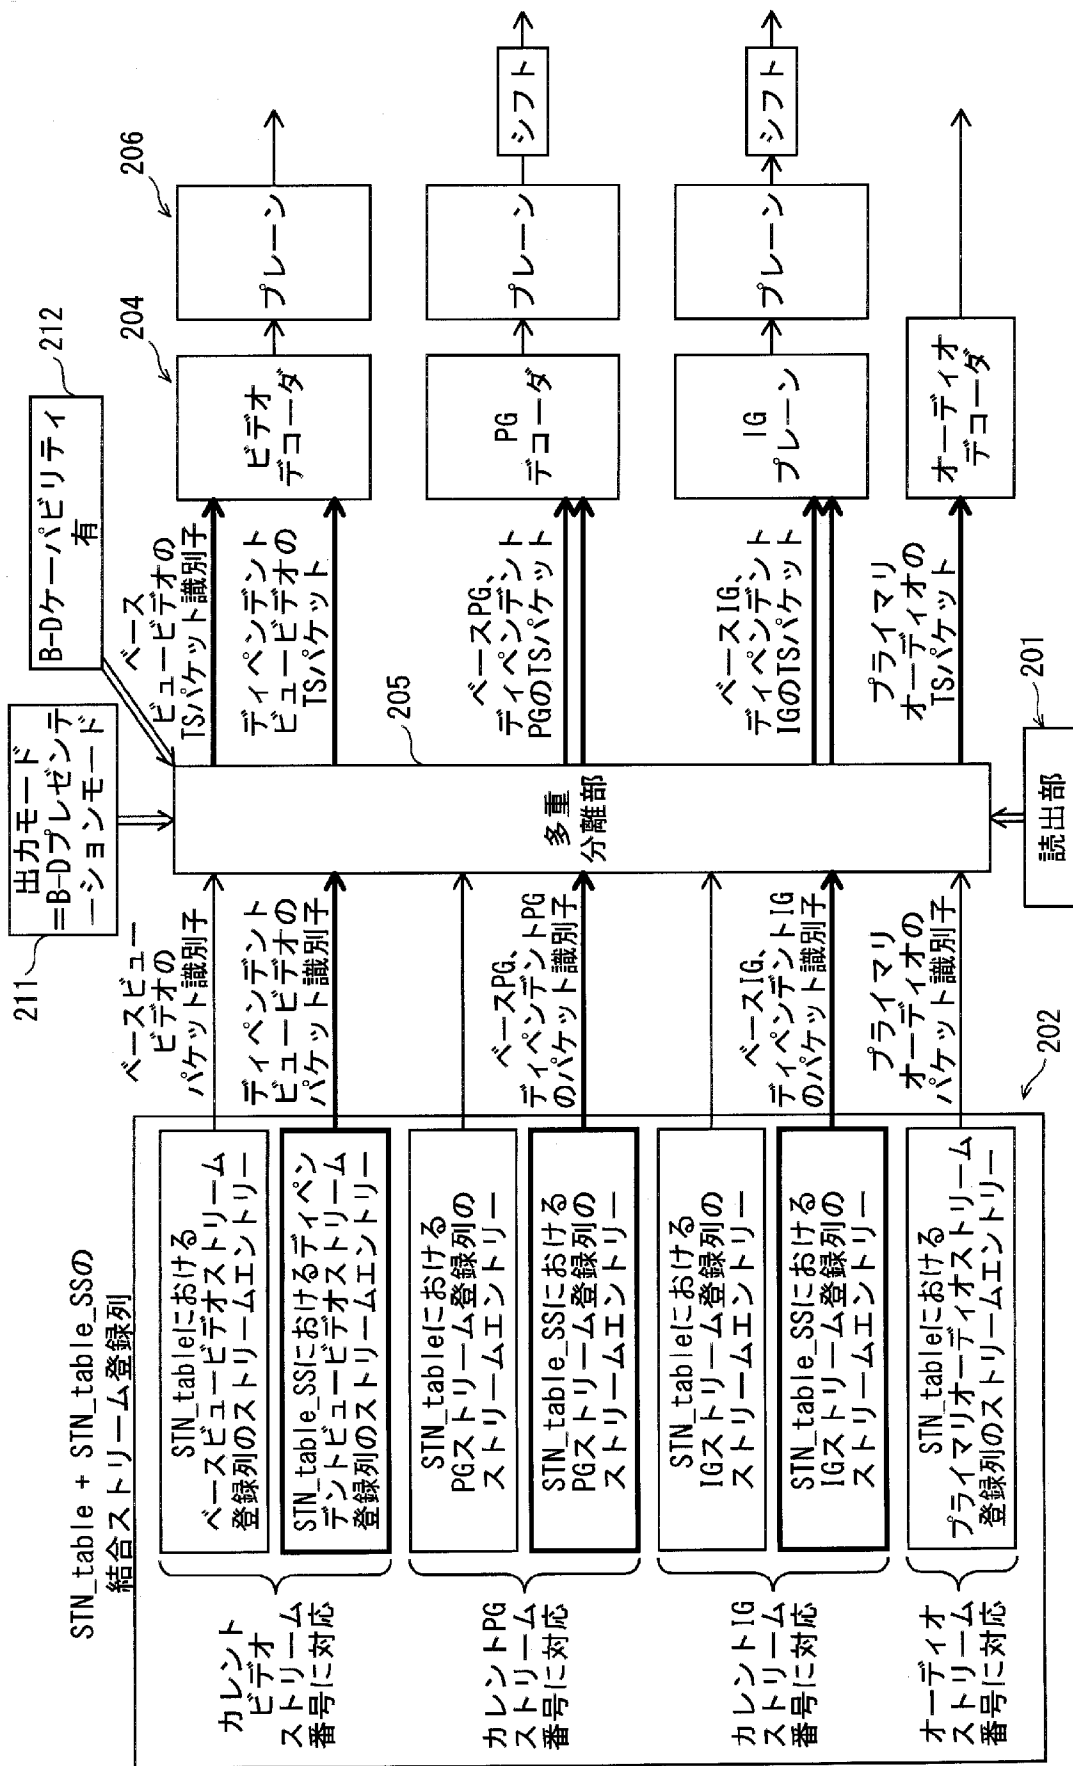 STN_table + STN_table_SSの
結合ストリーム登録列
カレント
ビデオ
ストリーム
番号に対応
STN_tableにおける
ベースビュービデオストリーム
登録列のストリームエントリー
STN_table_SSにおけるディペン
デントビュービデオストリーム
登録列のストリームエントリー
カレントPG
ストリーム
番号に対応
STN_tableにおける
PGストリーム登録列の
ストリームエントリー
STN_table_SSにおける
PGストリーム登録列の
ストリームエントリー
カレントIG
ストリーム
番号に対応
STN_tableにおける
IGストリーム登録列の
ストリームエントリー
STN_table_SSにおける
IGストリーム登録列の
ストリームエントリー
オーディオ
ストリーム
番号に対応
STN_tableにおける
プライマリオーディオストリーム
登録列のストリームエントリー
202
ベースビュー
ビデオの
パケット識別子
ディペンデント
ビュービデオの
パケット識別子
ベースPG、
ディペンデントPG
のパケット識別子
ベースIG、
ディペンデントIG
のパケット識別子
プライマリ
オーディオの
パケット識別子
211
出力モード
=B-Dプレゼンテ
ーションモード
B-Dケーパビリティ
有
212
多重
分離部
205
読出部
201
ベース
ビュービデオの
TSパケット識別子
ディペンデント
ビュービデオの
TSパケット
ベースPG、
ディペンデント
PGのTSパケット
ベースIG、
ディペンデント
IGのTSパケット
プライマリ
オーディオの
TSパケット
204
ビデオ
デコーダ
PG
デコーダ
IG
プレーン
オーディオ
デコーダ
206
プレーン
プレーン
プレーン
シフト
シフト